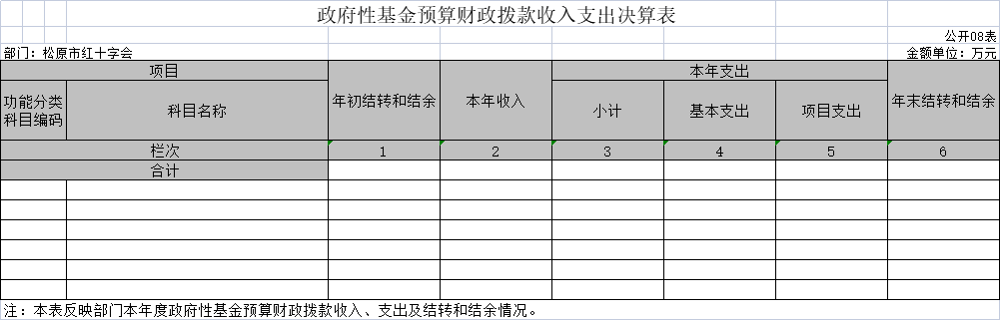 政府性基金预算财政拨款收入支出决算表
公开08表
部门：松原市红十字会 金额单位：万元
项目 年初结转和结余 本年收入 本年支出 年末结转和结余
功能分类科目编码 科目名称 小计 基本支出 项目支出
栏次 1 2 3 4 5 6
合计
注：本表反映部门本年度政府性基金预算财政拨款收入、支出及结转和结余情况。